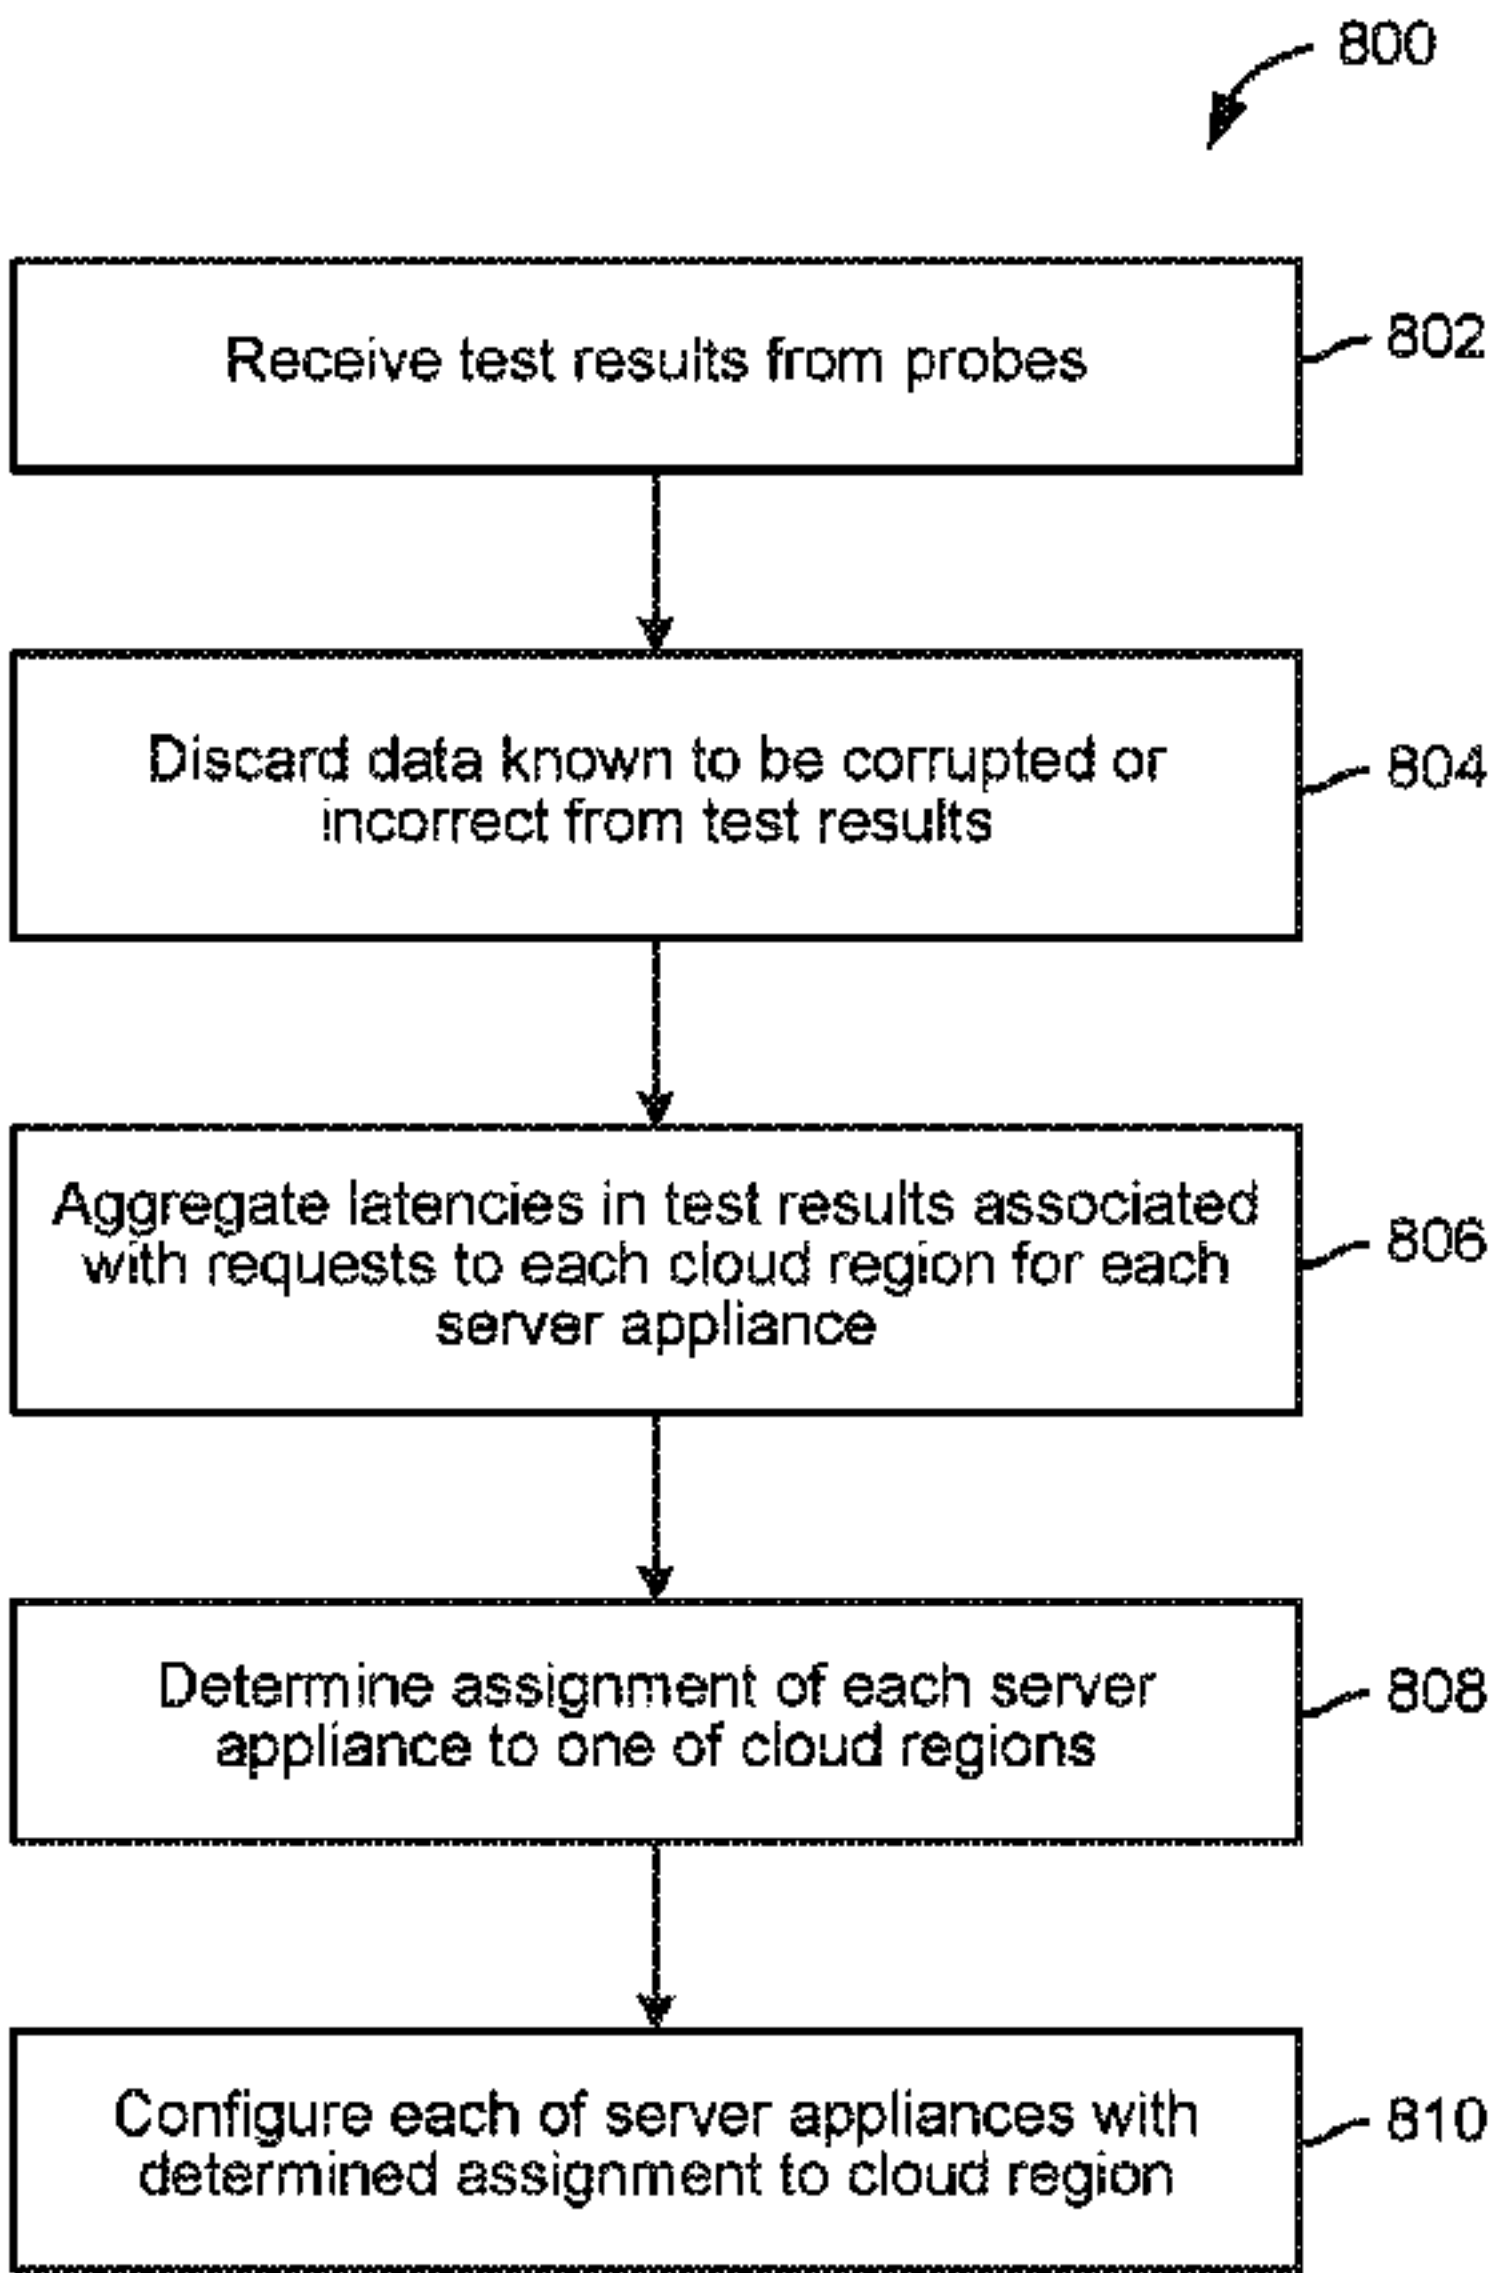 800
Receive test results from probes
802
Discard data known to be corrupted or
incorrect from test results
804
Aggregate latencies in test results associated
with requests to each cloud region for each
server appliance
806
Determine assignment of each server
appliance to one of cloud regions
808
Configure each of server appliances with
determined assignment to cloud region
810